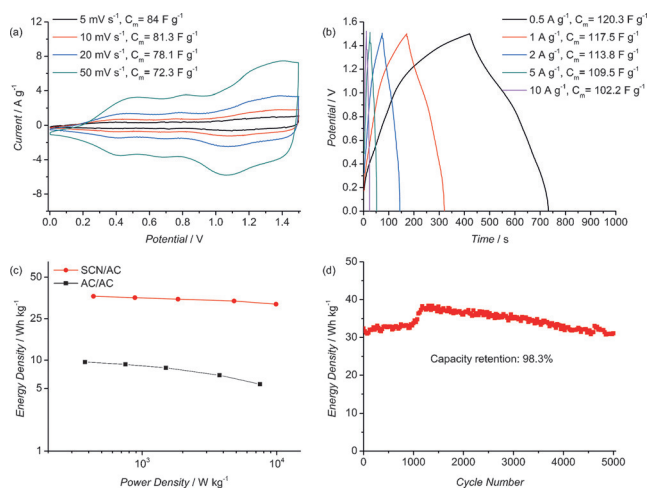 (a)
5 mV s⁻¹, Cₘ= 84 F g⁻¹
10 mV s⁻¹, Cₘ= 81.3 F g⁻¹
20 mV s⁻¹, Cₘ= 78.1 F g⁻¹
50 mV s⁻¹, Cₘ= 72.3 F g⁻¹
Current / A g⁻¹
12
8
4
0
-4
-8
0.0 0.2 0.4 0.6 0.8 1.0 1.2 1.4
Potential / V
(b)
0.5 A g⁻¹, Cₘ= 120.3 F g⁻¹
1 A g⁻¹, Cₘ= 117.5 F g⁻¹
2 A g⁻¹, Cₘ= 113.8 F g⁻¹
5 A g⁻¹, Cₘ= 109.5 F g⁻¹
10 A g⁻¹, Cₘ= 102.2 F g⁻¹
Potential / V
1.6
1.4
1.2
1.0
0.8
0.6
0.4
0.2
0.0
0 100 200 300 400 500 600 700 800 900 1000
Time / s
(c)
SCN/AC
AC/AC
Energy Density / Wh kg⁻¹
50
25
10
5
1
10³ 10⁴
Power Density / W kg⁻¹
(d)
Capacity retention: 98.3%
Energy Density / Wh kg⁻¹
50
40
30
20
10
0
0 1000 2000 3000 4000 5000
Cycle Number